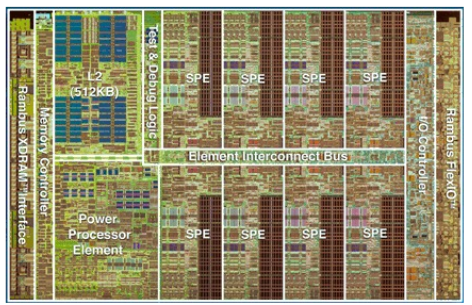 Rambus XDRAM™ Interface
Memory Controller
L2
(512KB)
Test & Debug Logic
SPE
SPE
SPE
SPE
I/O Controller
Rambus FlexIO™
Element Interconnect Bus
Power
Processor
Element
SPE
SPE
SPE
SPE